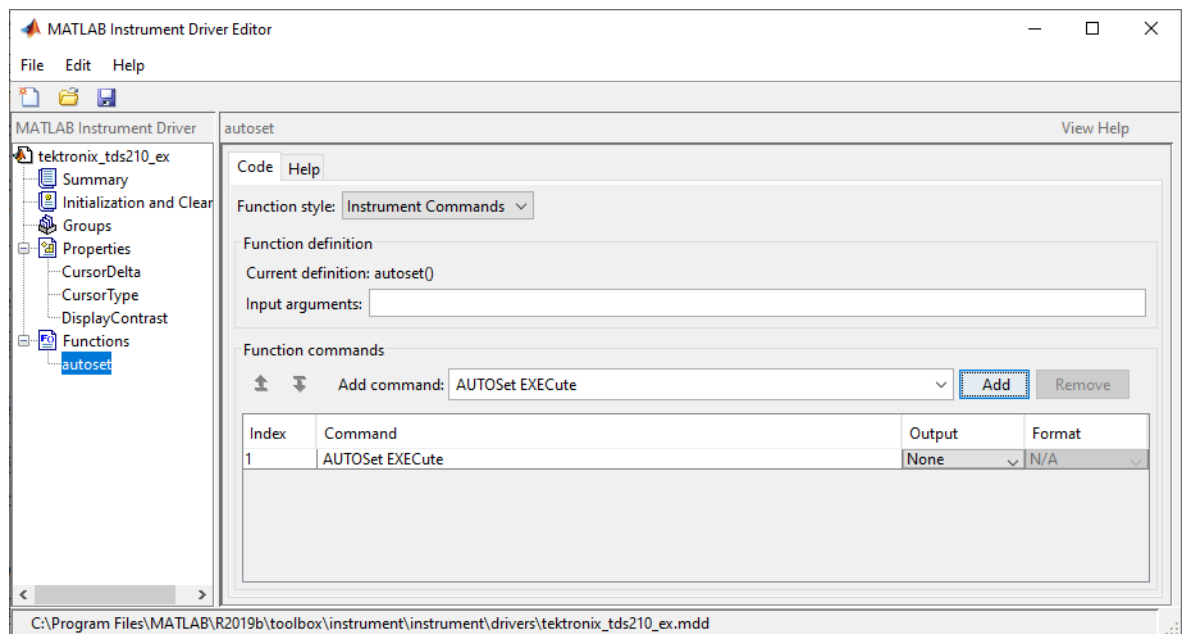 MATLAB Instrument Driver Editor
File Edit Help
MATLAB Instrument Driver
autoset View Help
tektronix_tds210_ex
Summary
Initialization and Clear
Groups
Properties
CursorDelta
CursorType
DisplayContrast
Functions
autoset
Code Help
Function style: Instrument Commands
Function definition
Current definition: autoset()
Input arguments:
Function commands
Add command: AUTOSet EXECute Add Remove
Index Command Output Format
1 AUTOSet EXECute None N/A
C:\Program Files\MATLAB\R2019b\toolbox\instrument\instrument\drivers\tektronix_tds210_ex.mdd